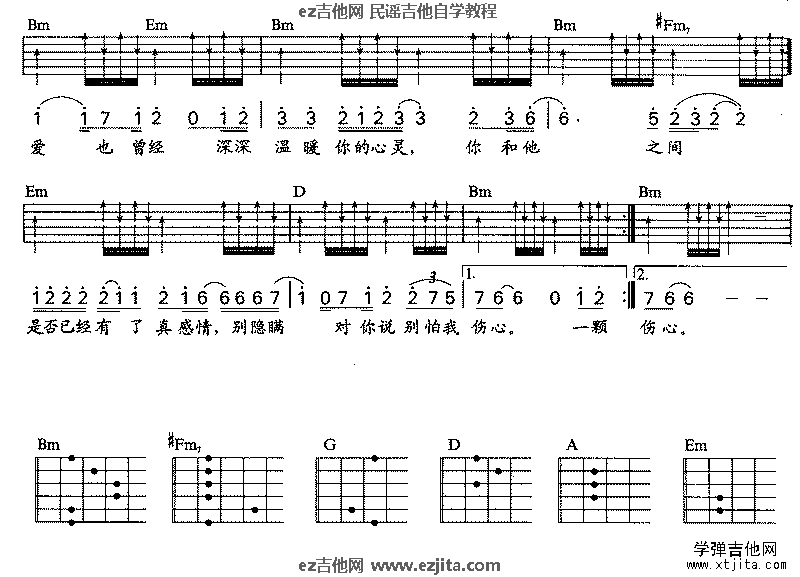 ez吉他网 民谣吉他自学教程
Bm Em Bm Bm #Fm7
1 1 7 1 2 0 1 2 3 3 2 1 2 3 3 2 3 6 6. 5 2 3 2 2
爱 也 曾经 深深 温暖 你的心灵, 你 和他 之间
Em D Bm Bm
3 1. 2.
1 2 2 2 2 1 1 2 1 6 6 6 6 7 1 0 7 1 2 2 7 5 7 6 6 0 1 2 7 6 6 – –
是否已经有了真感情, 别隐瞒 对你说别怕我伤心。 一颗 伤心。
Bm #Fm7 G D A Em
学弹吉他网
ez吉他网 www.ezjita.com
www.xtjita.com